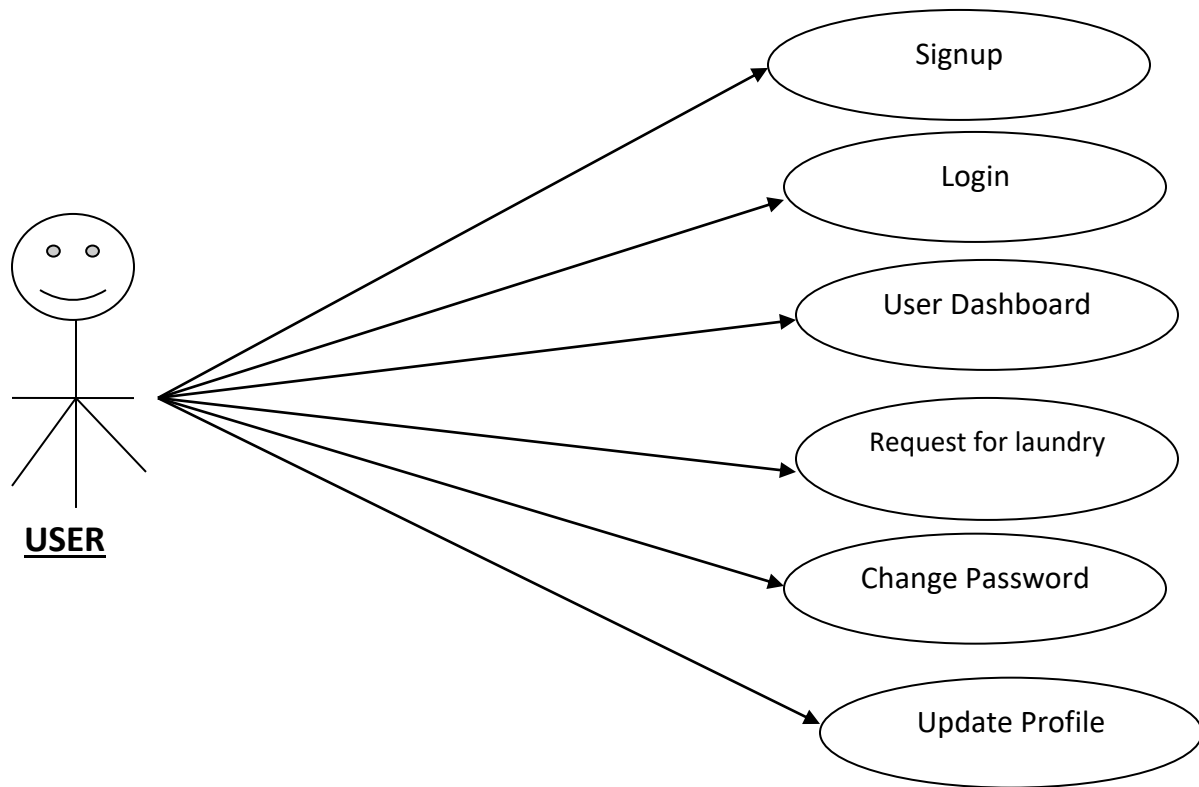 Signup
Login
User Dashboard
Request for laundry
USER
Change Password
Update Profile